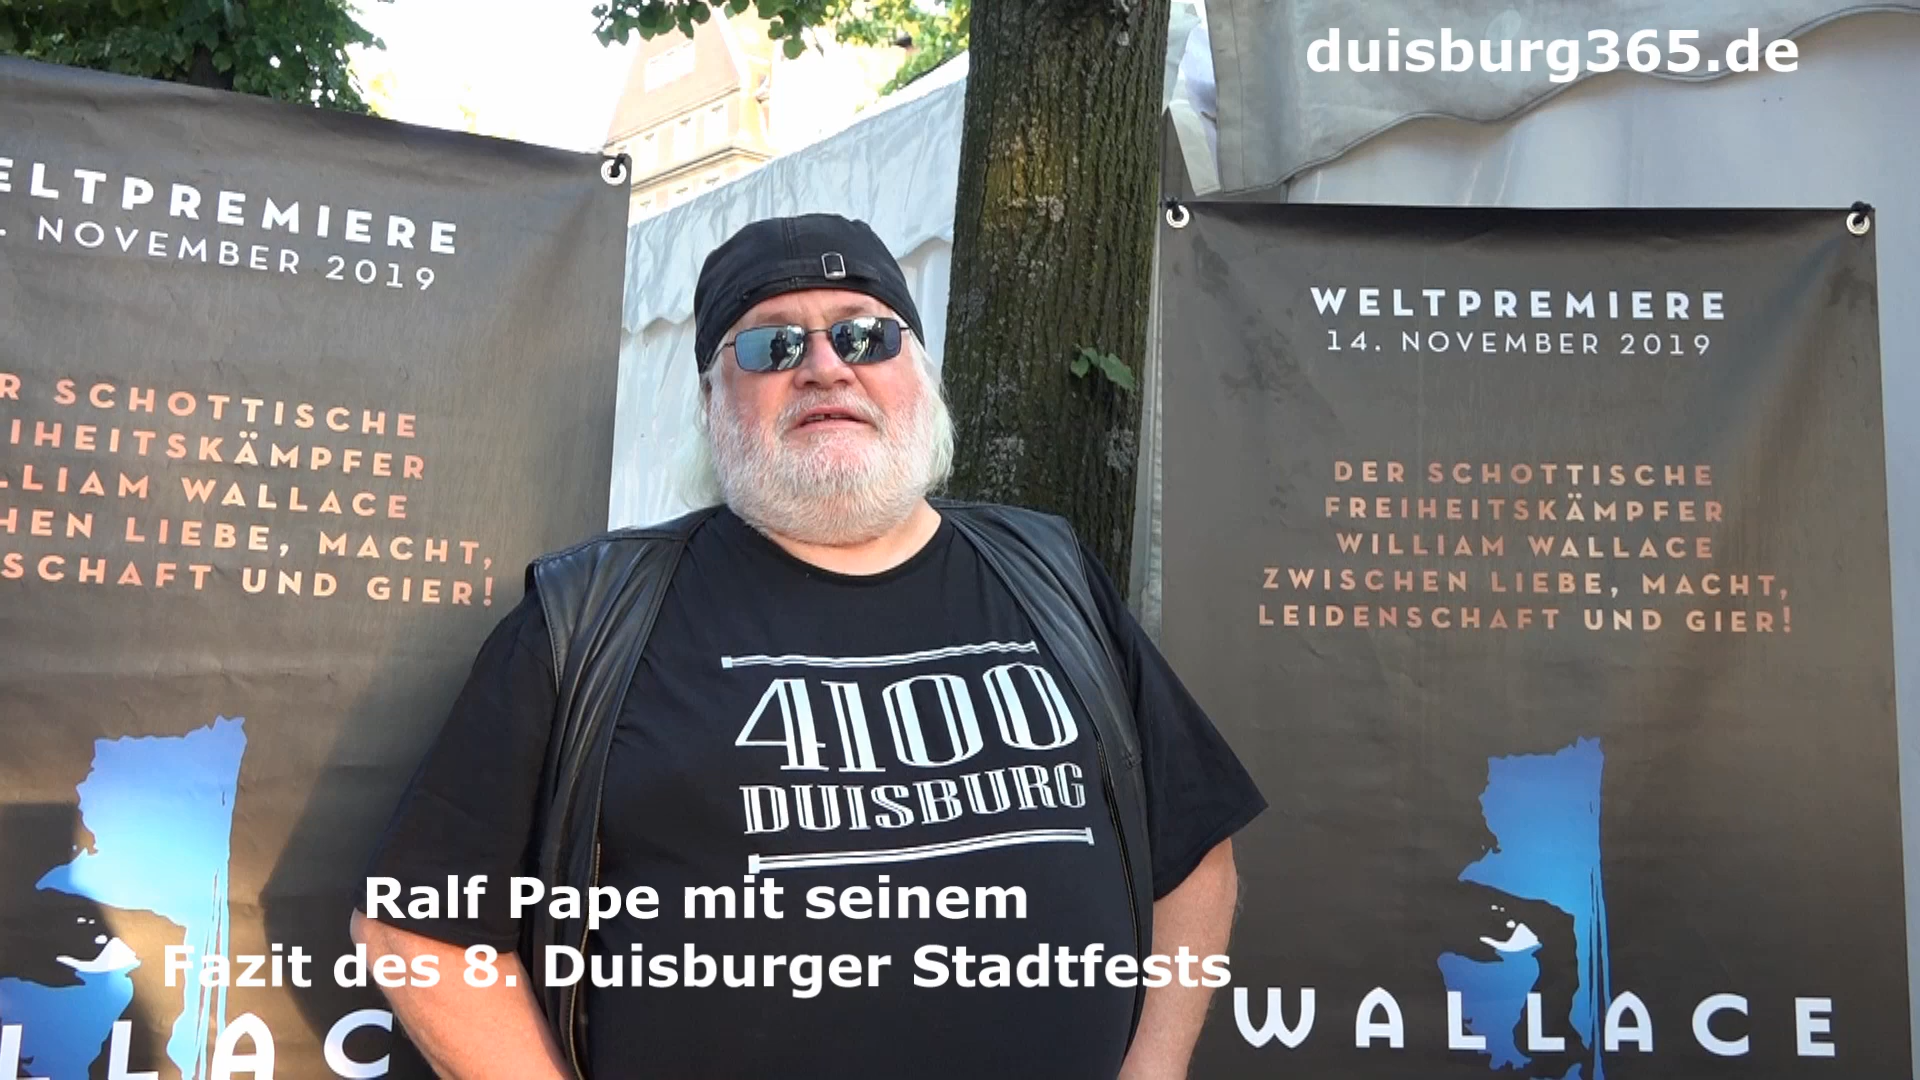 duisburg365.de
ELTPREMIERE
. NOVEMBER 2019
R SCHOTTISCHE
IHEITSKÄMPFER
LLIAM WALLACE
HEN LIEBE, MACHT,
SCHAFT UND GIER!
LLAC
WELTPREMIERE
14. NOVEMBER 2019
DER SCHOTTISCHE
FREIHEITSKÄMPFER
WILLIAM WALLACE
ZWISCHEN LIEBE, MACHT,
LEIDENSCHAFT UND GIER!
WALLACE
4100
DUISBURG
Ralf Pape mit seinem
Fazit des 8. Duisburger Stadtfests